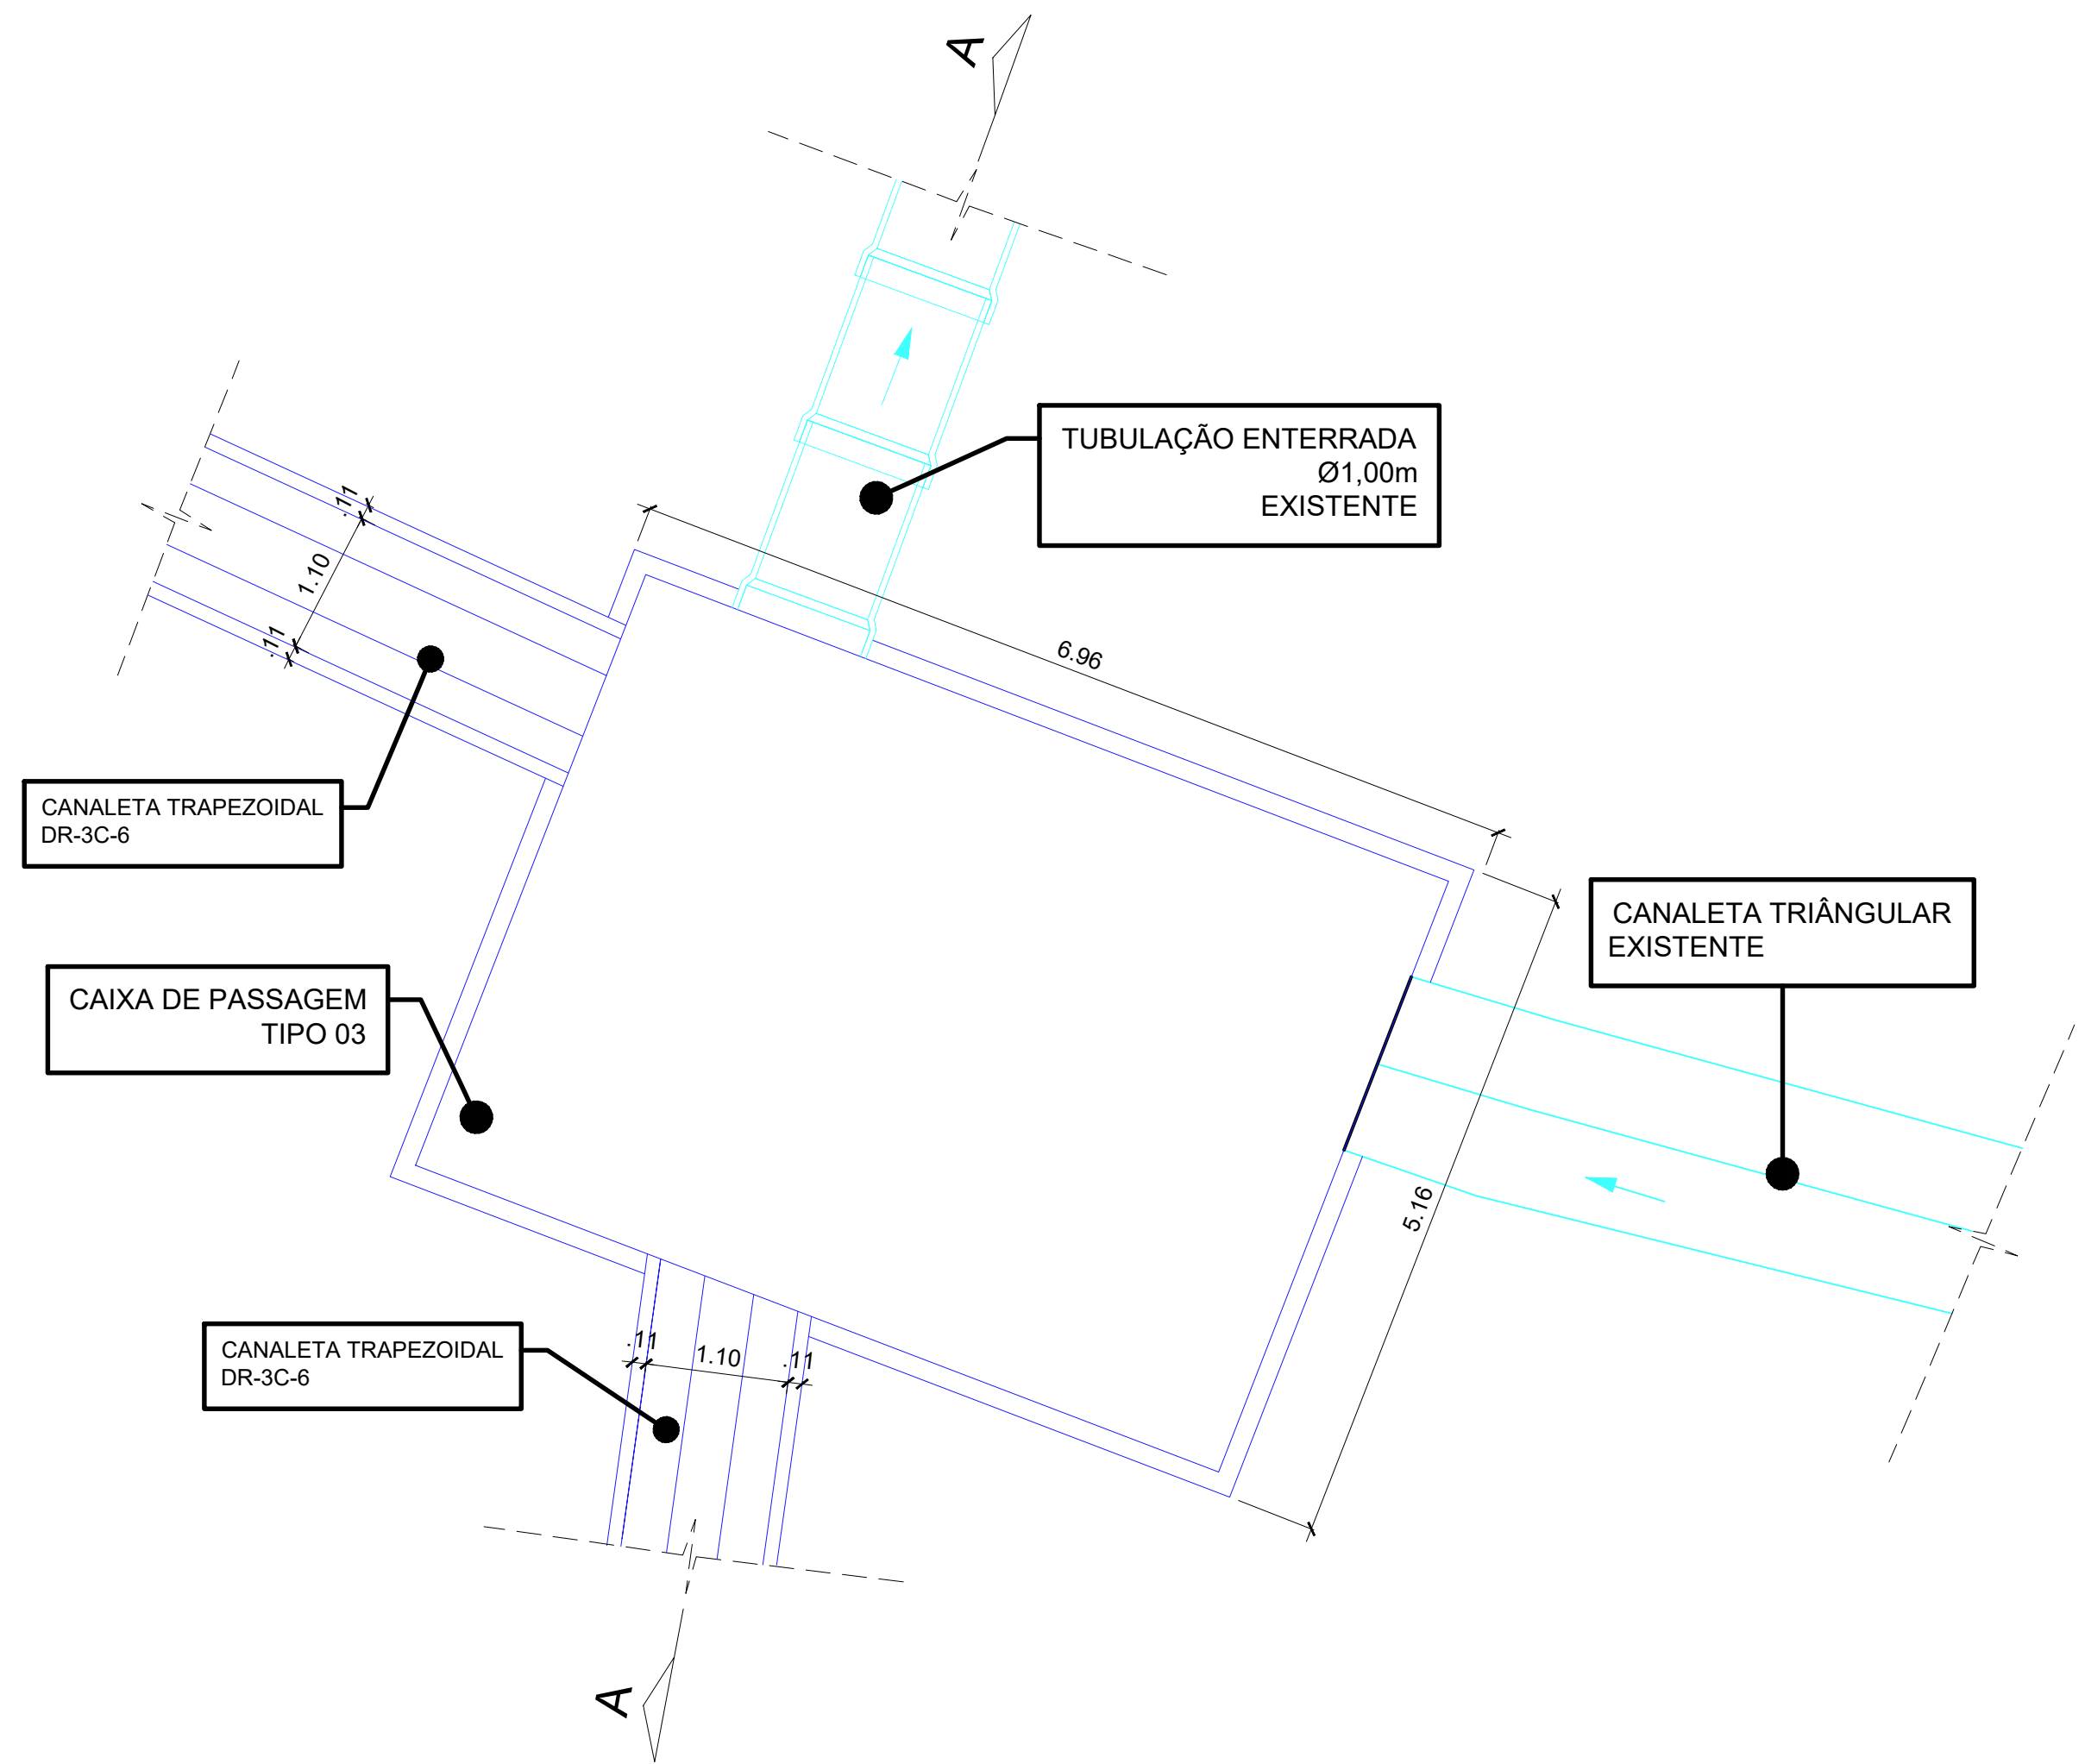 A
TUBULAÇÃO ENTERRADA
Ø1,00m
EXISTENTE
.11
1.10
.11
6.96
CANALETA TRAPEZOIDAL
DR-3C-6
CANALETA TRIÂNGULAR
EXISTENTE
CAIXA DE PASSAGEM
TIPO 03
5.16
CANALETA TRAPEZOIDAL
DR-3C-6
.11
1.10
.11
A